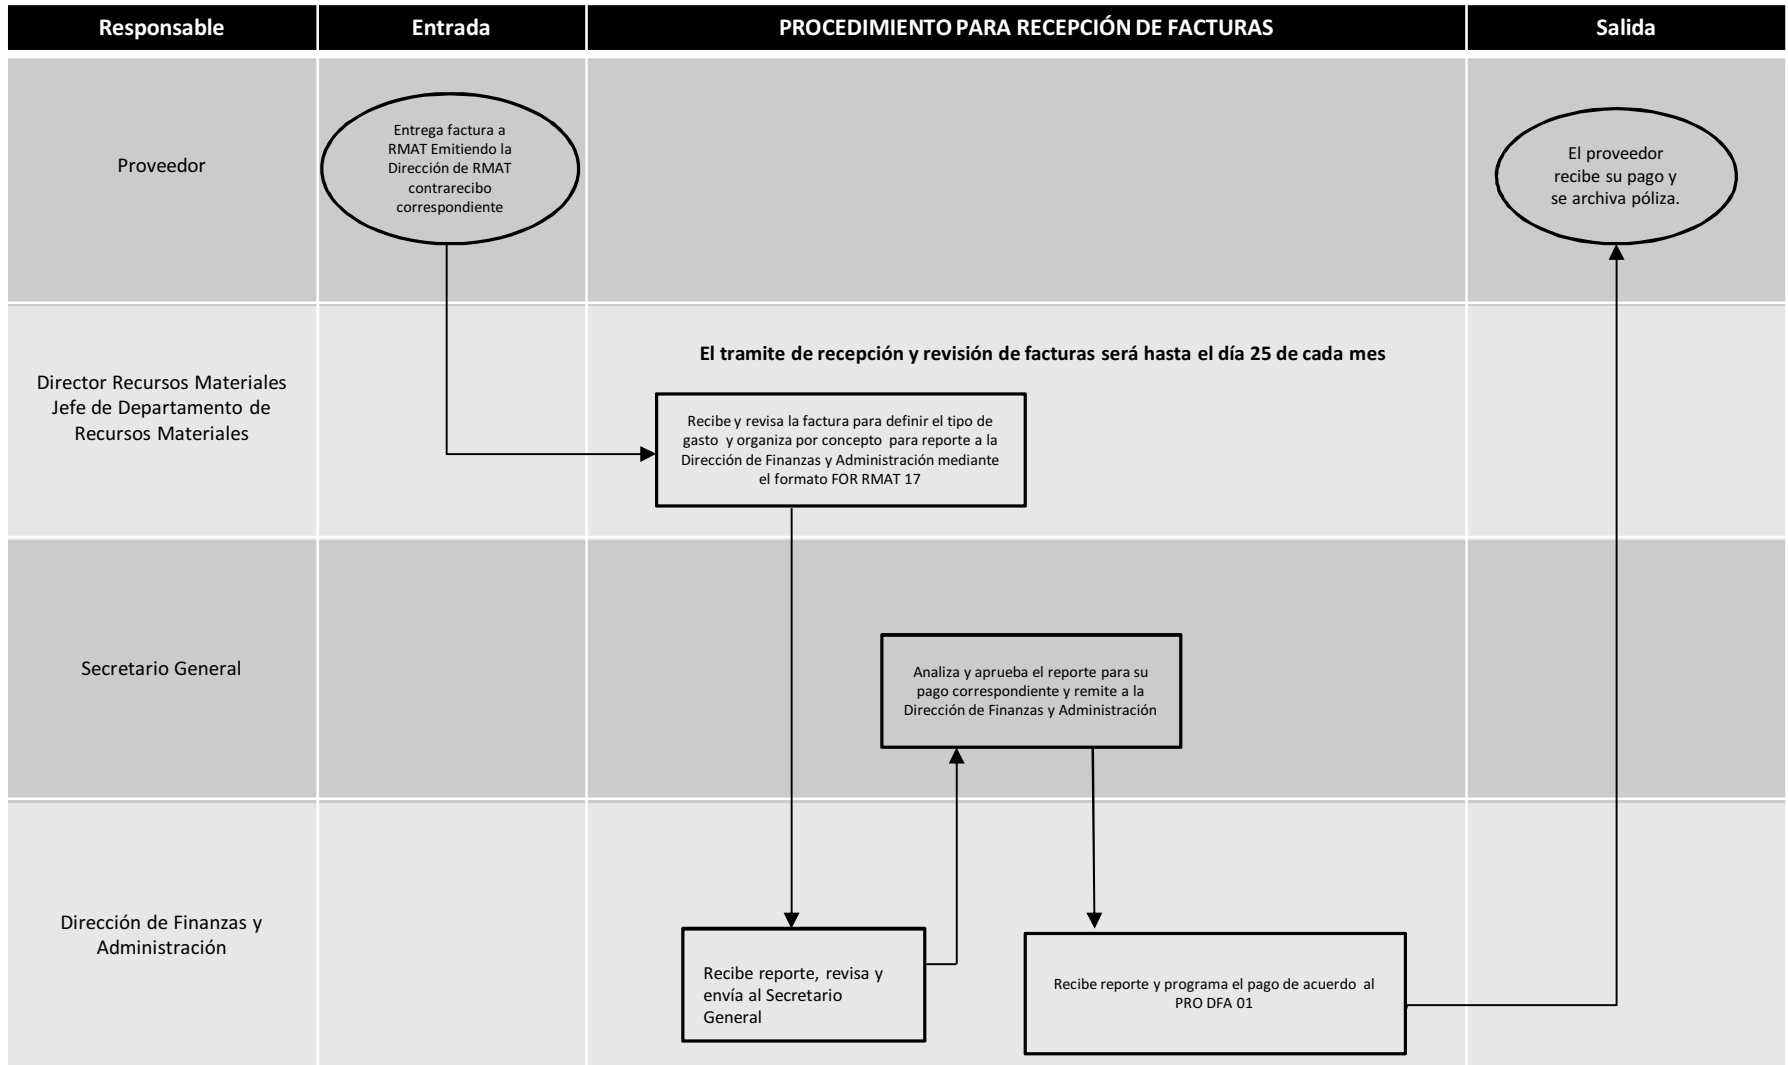 Responsable
Entrada
PROCEDIMIENTO PARA RECEPCIÓN DE FACTURAS
Salida
Proveedor
Entrega factura a
RMAT Emitiendo la
Dirección de RMAT
contrarecibo
correspondiente
El proveedor
recibe su pago y
se archiva póliza.
Director Recursos Materiales
Jefe de Departamento de
Recursos Materiales
El tramite de recepción y revisión de facturas será hasta el día 25 de cada mes
Recibe y revisa la factura para definir el tipo de
gasto y organiza por concepto para reporte a la
Dirección de Finanzas y Administración mediante
el formato FOR RMAT 17
Secretario General
Analiza y aprueba el reporte para su
pago correspondiente y remite a la
Dirección de Finanzas y Administración
Dirección de Finanzas y
Administración
Recibe reporte, revisa y
envía al Secretario
General
Recibe reporte y programa el pago de acuerdo al
PRO DFA 01